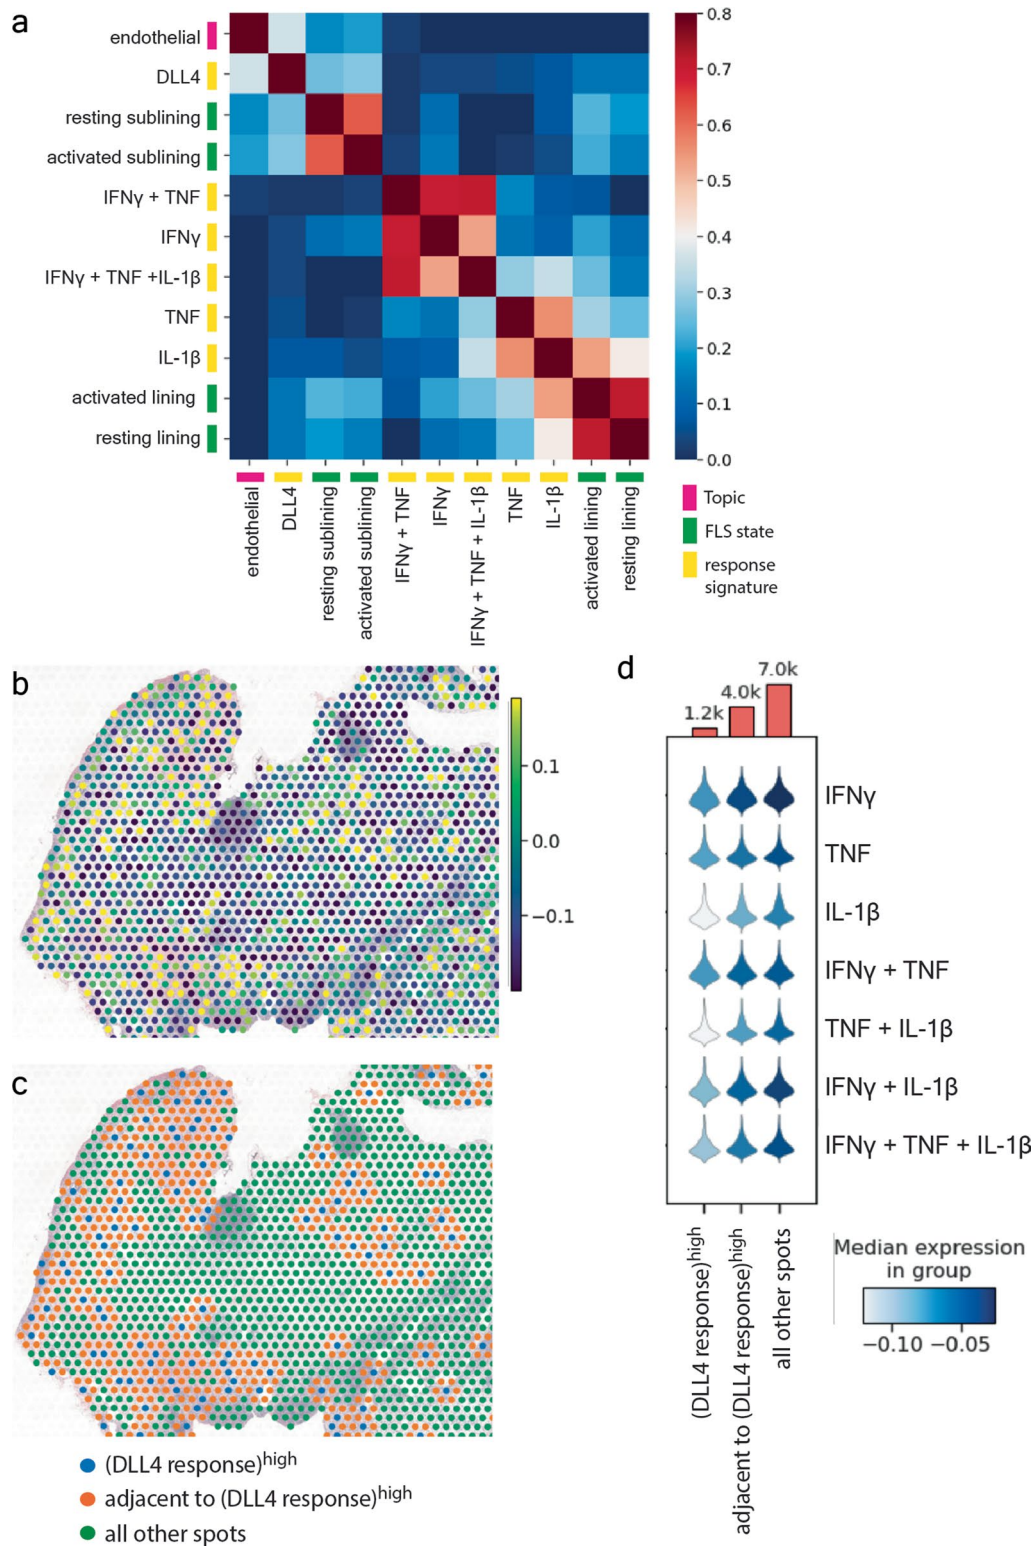 a
endothelial
DLL4
resting sublining
activated sublining
IFNγ + TNF
IFNγ
IFNγ + TNF +IL-1β
TNF
IL-1β
activated lining
resting lining
0.8
0.7
0.6
0.5
0.4
0.3
0.2
0.1
0.0
endothelial
DLL4
resting sublining
activated sublining
IFNγ + TNF
IFNγ
IFNγ + TNF + IL-1β
TNF
IL-1β
activated lining
resting lining
Topic
FLS state
response
signature
b
0.1
0.0
−0.1
c
(DLL4 response)high
adjacent to (DLL4 response)high
all other spots
d
1.2k
4.0k
7.0k
IFNγ
TNF
IL-1β
IFNγ + TNF
TNF + IL-1β
IFNγ + IL-1β
IFNγ + TNF + IL-1β
(DLL4 response)high
adjacent to (DLL4 response)high
all other spots
Median expression
in group
−0.10 −0.05